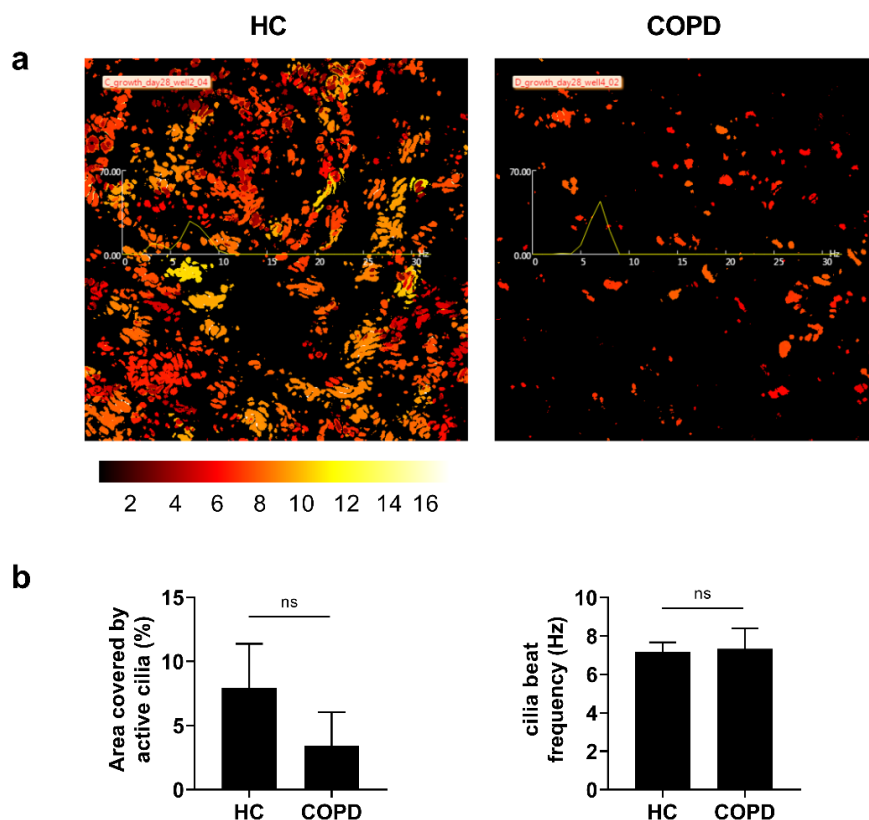 HC COPD
a
C_growth_day28_well2_04 D_growth_day28_well4_02
70.00 70.00
0.00 0.00
0 5 10 15 20 25 30 Hz 0 5 10 15 20 25 30 Hz
2 4 6 8 10 12 14 16
b
Area covered by active cilia (%)
15
10
5
0
ns
HC COPD
cilia beat frequency (Hz)
10
8
6
4
2
0
ns
HC COPD